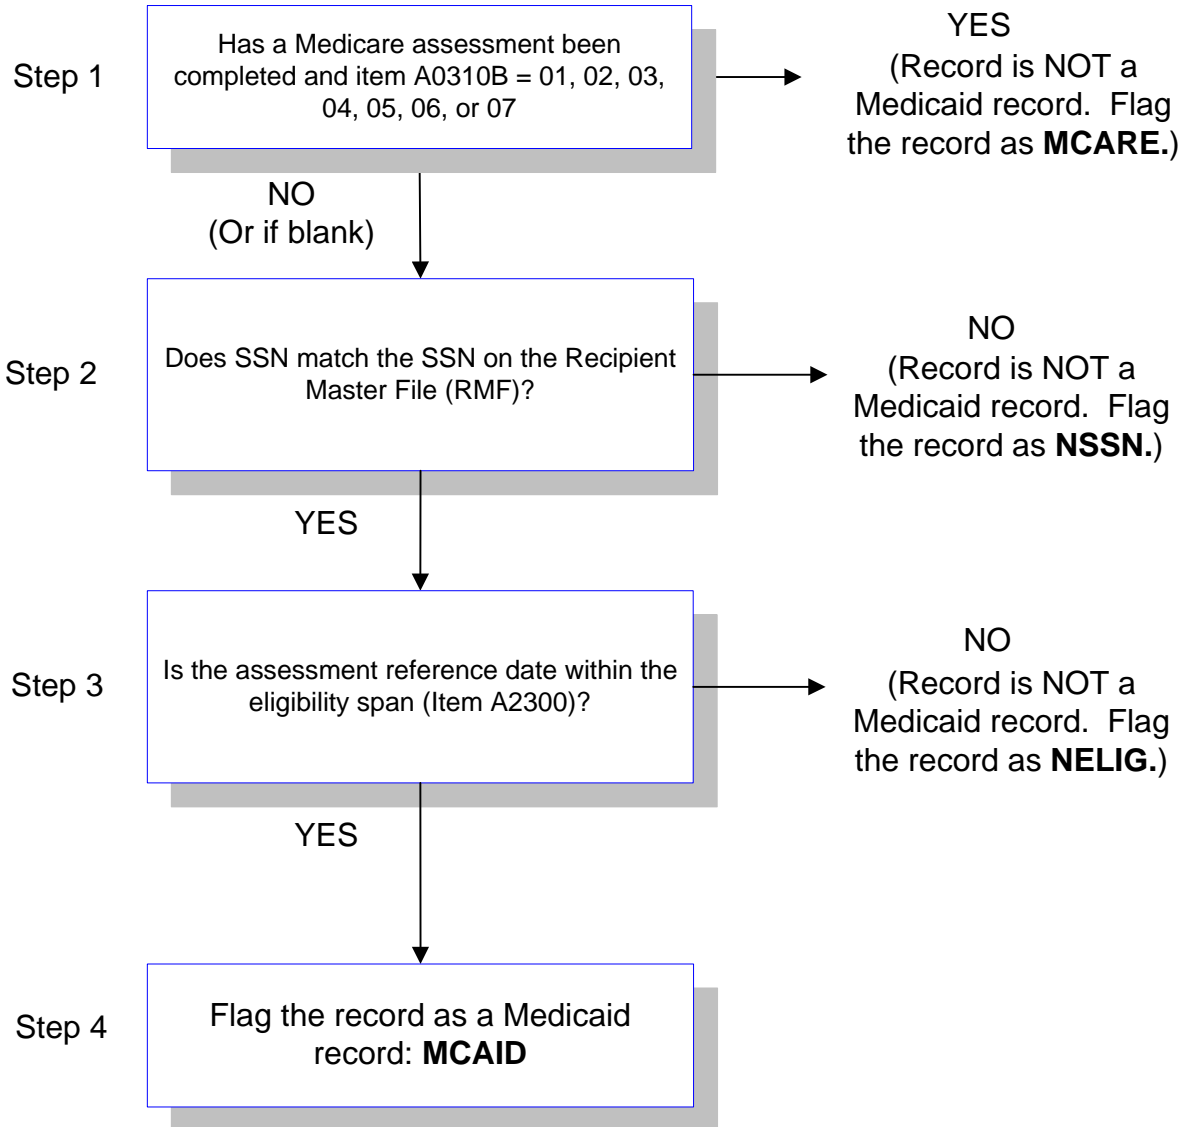 Step 1
Has a Medicare assessment been
completed and item A0310B = 01, 02, 03,
04, 05, 06, or 07
YES
(Record is NOT a
Medicaid record.  Flag
the record as MCARE.)
NO
(Or if blank)
Step 2
Does SSN match the SSN on the Recipient
Master File (RMF)?
NO
(Record is NOT a
Medicaid record.  Flag
the record as NSSN.)
YES
Step 3
Is the assessment reference date within the
eligibility span (Item A2300)?
NO
(Record is NOT a
Medicaid record.  Flag
the record as NELIG.)
YES
Step 4
Flag the record as a Medicaid
record: MCAID